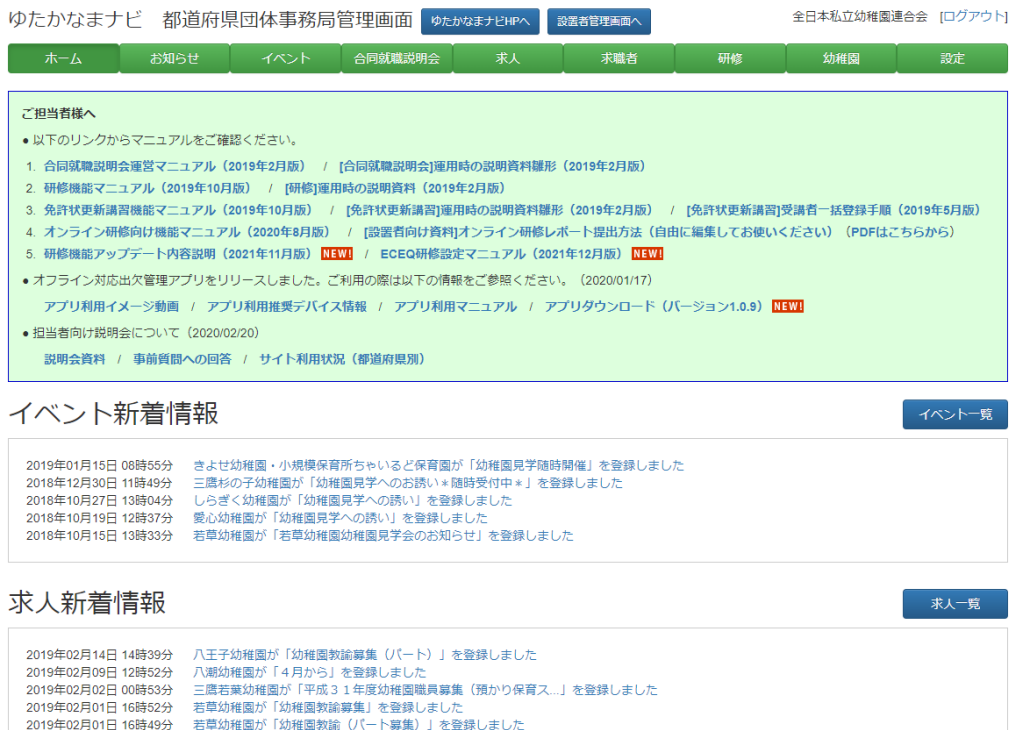 ゆたかなまナビ　都道府県団体事務局管理画面 ゆたかなまナビHPへ 設置者管理画面へ 全日本私立幼稚園連合会 [ログアウト]
ホーム お知らせ イベント 合同就職説明会 求人 求職者 研修 幼稚園 設定
ご担当者様へ
● 以下のリンクからマニュアルをご確認ください。
1. 合同就職説明会運営マニュアル（2019年2月版） / [合同就職説明会]運用時の説明資料雛形（2019年2月版）
2. 研修機能マニュアル（2019年10月版） / [研修]運用時の説明資料（2019年2月版）
3. 免許状更新講習機能マニュアル（2019年10月版） / [免許状更新講習]運用時の説明資料雛形（2019年2月版） / [免許状更新講習]受講者一括登録手順（2019年5月版）
4. オンライン研修向け機能マニュアル（2020年8月版） / [設置者向け資料]オンライン研修レポート提出方法（自由に編集してお使いください）（PDFはこちらから）
5. 研修機能アップデート内容説明（2021年11月版） NEW! / ECEQ研修設定マニュアル（2021年12月版） NEW!
● オフライン対応出欠管理アプリをリリースしました。ご利用の際は以下の情報をご参照ください。（2020/01/17）
アプリ利用イメージ動画 / アプリ利用推奨デバイス情報 / アプリ利用マニュアル / アプリダウンロード（バージョン1.0.9） NEW!
● 担当者向け説明会について（2020/02/20）
説明会資料 / 事前質問への回答 / サイト利用状況（都道府県別）
イベント新着情報 イベント一覧
2019年01月15日 08時55分 きよせ幼稚園・小規模保育所ちゃいるど保育園が「幼稚園見学随時開催」を登録しました
2018年12月30日 11時49分 三鷹杉の子幼稚園が「幼稚園見学へのお誘い＊随時受付中＊」を登録しました
2018年10月27日 13時04分 しらぎく幼稚園が「幼稚園見学への誘い」を登録しました
2018年10月19日 12時37分 愛心幼稚園が「幼稚園見学への誘い」を登録しました
2018年10月15日 13時33分 若草幼稚園が「若草幼稚園幼稚園見学会のお知らせ」を登録しました
求人新着情報 求人一覧
2019年02月14日 14時39分 八王子幼稚園が「幼稚園教諭募集（パート）」を登録しました
2019年02月09日 12時52分 八潮幼稚園が「４月から」を登録しました
2019年02月02日 00時53分 三鷹若葉幼稚園が「平成３１年度幼稚園職員募集（預かり保育ス...」を登録しました
2019年02月01日 16時52分 若草幼稚園が「幼稚園教諭募集」を登録しました
2019年02月01日 16時49分 若草幼稚園が「幼稚園教諭（パート募集）」を登録しました